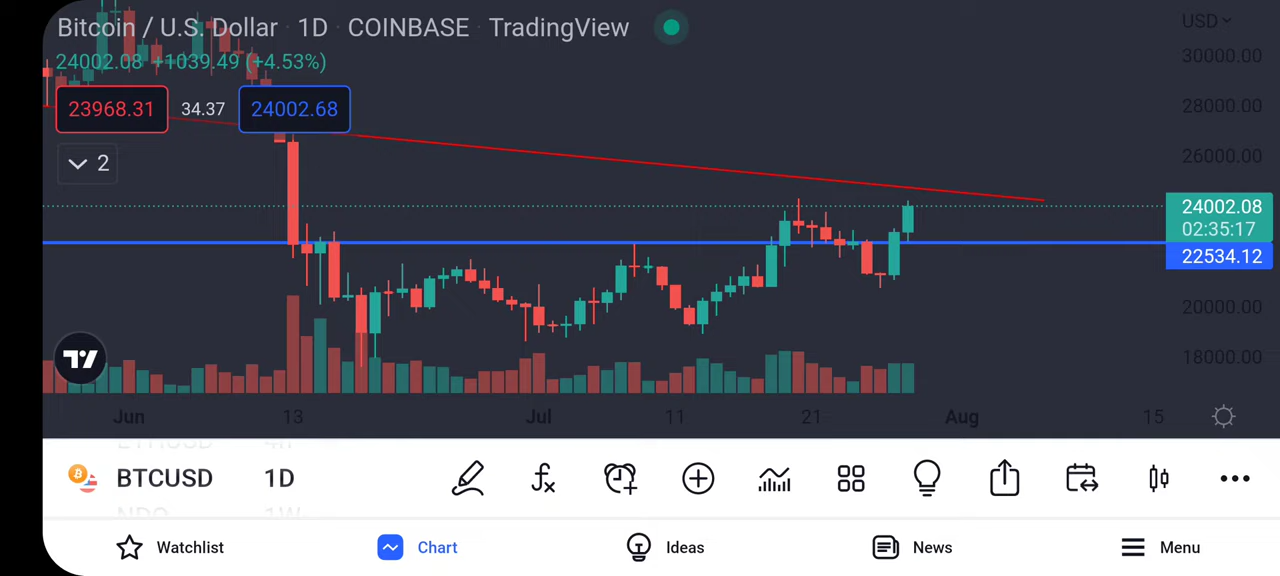 Bitcoin / U.S. Dollar · 1D · COINBASE · TradingView
USD
24002.08 +1039.49 (+4.53%)
30000.00
23968.31 34.37 24002.68
28000.00
2
26000.00
24002.08
02:35:17
22534.12
20000.00
18000.00
Jun 13 Jul 11 21 Aug 15
BTCUSD 1D
Watchlist Chart Ideas News Menu